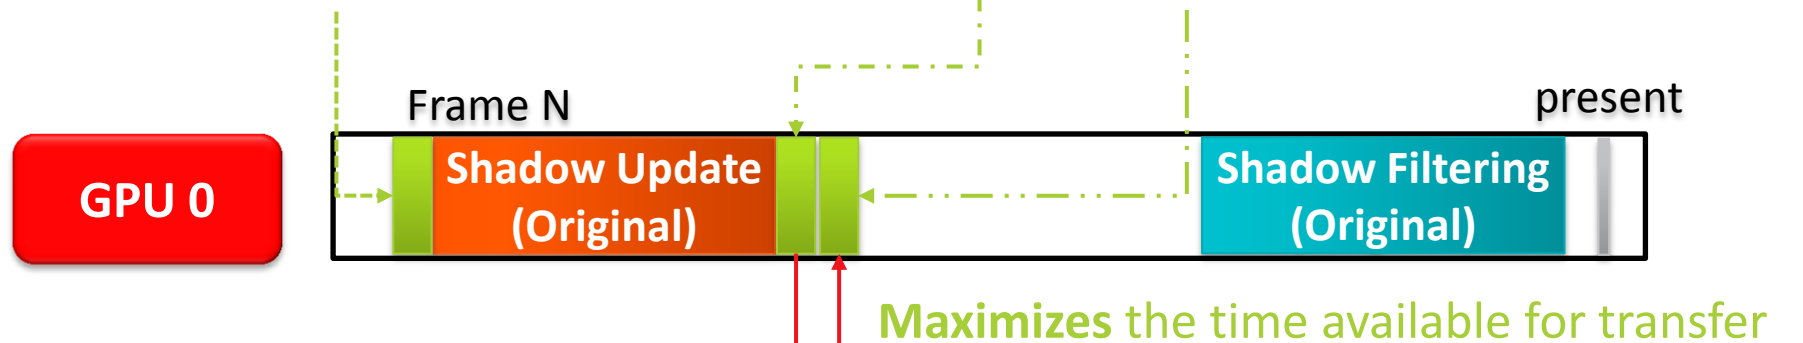 Frame N
present
GPU 0
Shadow Update
(Original)
Shadow Filtering
(Original)
Maximizes the time available for transfer